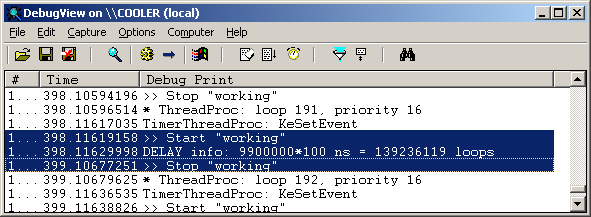 DebugView on \\COOLER (local)
File Edit Capture Options Computer Help
# Time Debug Print
1... 398.10594196 >> Stop "working"
1... 398.10596514 * ThreadProc: loop 191, priority 16
1... 398.11617035 TimerThreadProc: KeSetEvent
1... 398.11619158 >> Start "working"
1... 398.11629998 DELAY info: 9900000*100 ns = 139236119 loops
1... 399.10677251 >> Stop "working"
1... 399.10679625 * ThreadProc: loop 192, priority 16
1... 399.11636535 TimerThreadProc: KeSetEvent
1... 399.11638826 >> Start "working"